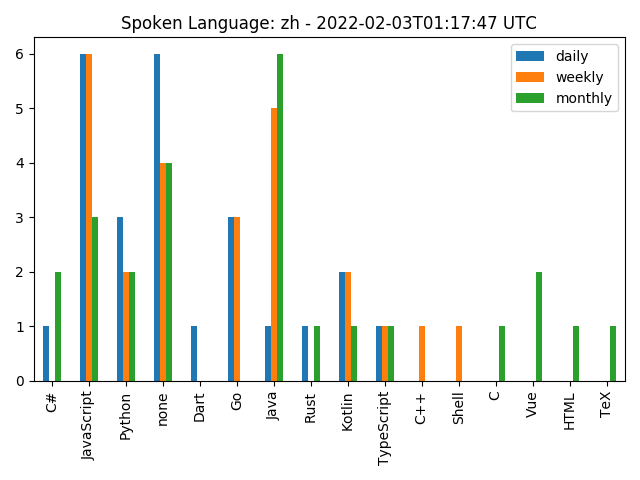 Spoken Language: zh - 2022-02-03T01:17:47 UTC
daily
weekly
monthly
6
5
4
3
2
1
0
C#
JavaScript
Python
none
Dart
Go
Java
Rust
Kotlin
TypeScript
C++
Shell
C
Vue
HTML
TeX